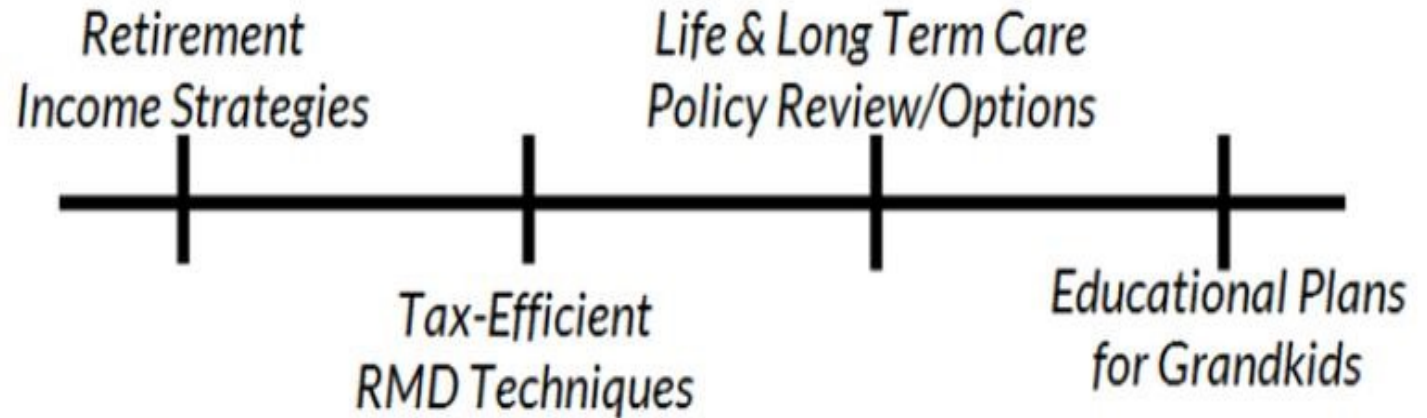 Retirement
Income Strategies
Tax-Efficient
RMD Techniques
Life & Long Term Care
Policy Review/Options
Educational Plans
for Grandkids